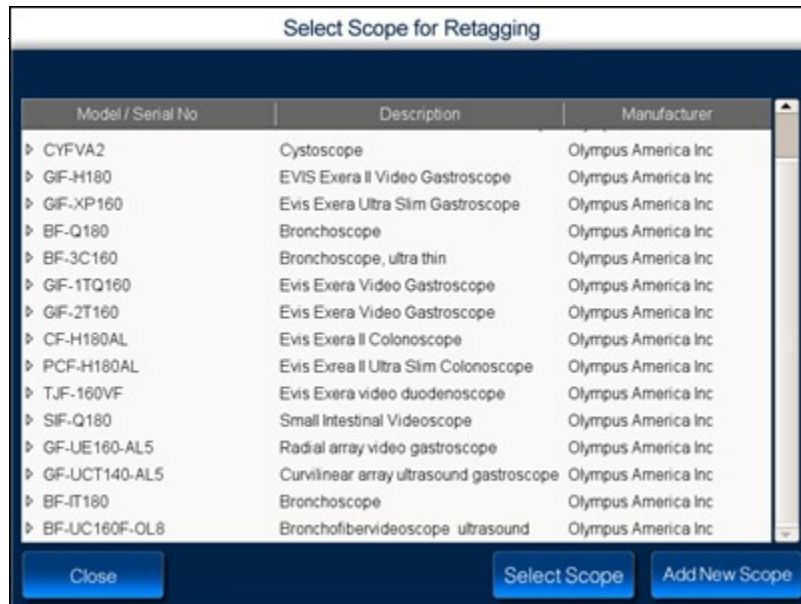 Select Scope for Retagging
Model / Serial No Description Manufacturer
CYFVA2 Cystoscope Olympus America Inc
GIF-H180 EVIS Exera II Video Gastroscope Olympus America Inc
GIF-XP160 Evis Exera Ultra Slim Gastroscope Olympus America Inc
BF-Q180 Bronchoscope Olympus America Inc
BF-3C160 Bronchoscope, ultra thin Olympus America Inc
GIF-1TQ160 Evis Exera Video Gastroscope Olympus America Inc
GIF-2T160 Evis Exera Video Gastroscope Olympus America Inc
CF-H180AL Evis Exera II Colonoscope Olympus America Inc
PCF-H180AL Evis Exrea II Ultra Slim Colonoscope Olympus America Inc
TJF-160VF Evis Exera video duodenoscope Olympus America Inc
SIF-Q180 Small Intestinal Videoscope Olympus America Inc
GF-UE160-AL5 Radial array video gastroscope Olympus America Inc
GF-UCT140-AL5 Curvilinear array ultrasound gastroscope Olympus America Inc
BF-IT180 Bronchoscope Olympus America Inc
BF-UC160F-OL8 Bronchofibervideoscope ultrasound Olympus America Inc
Close Select Scope Add New Scope